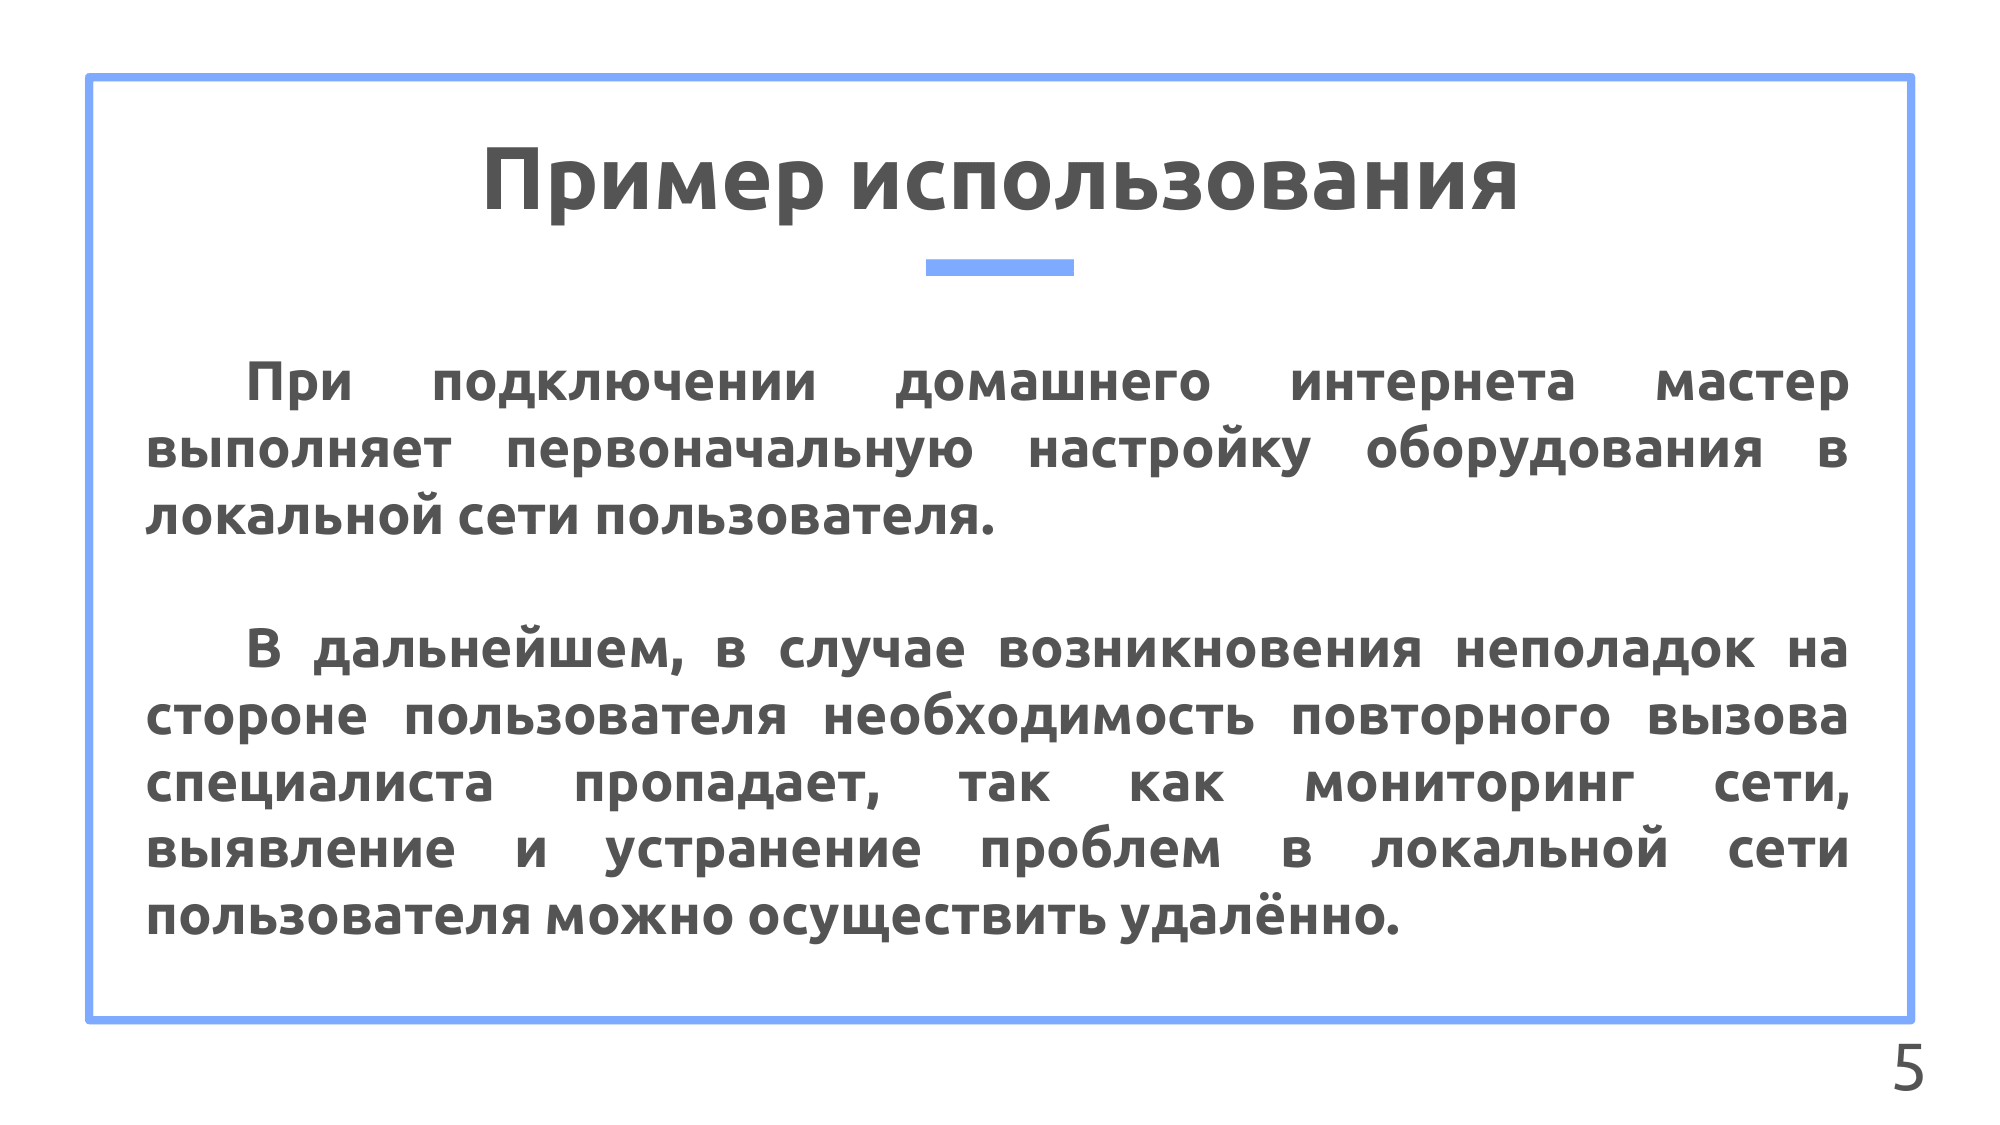 Пример использования
При подключении домашнего интернета мастер
выполняет первоначальную настройку оборудования в
локальной сети пользователя.
В дальнейшем, в случае возникновения неполадок на
стороне пользователя необходимость повторного вызова
специалиста пропадает, так как мониторинг сети,
выявление и устранение проблем в локальной сети
пользователя можно осуществить удалённо.
5